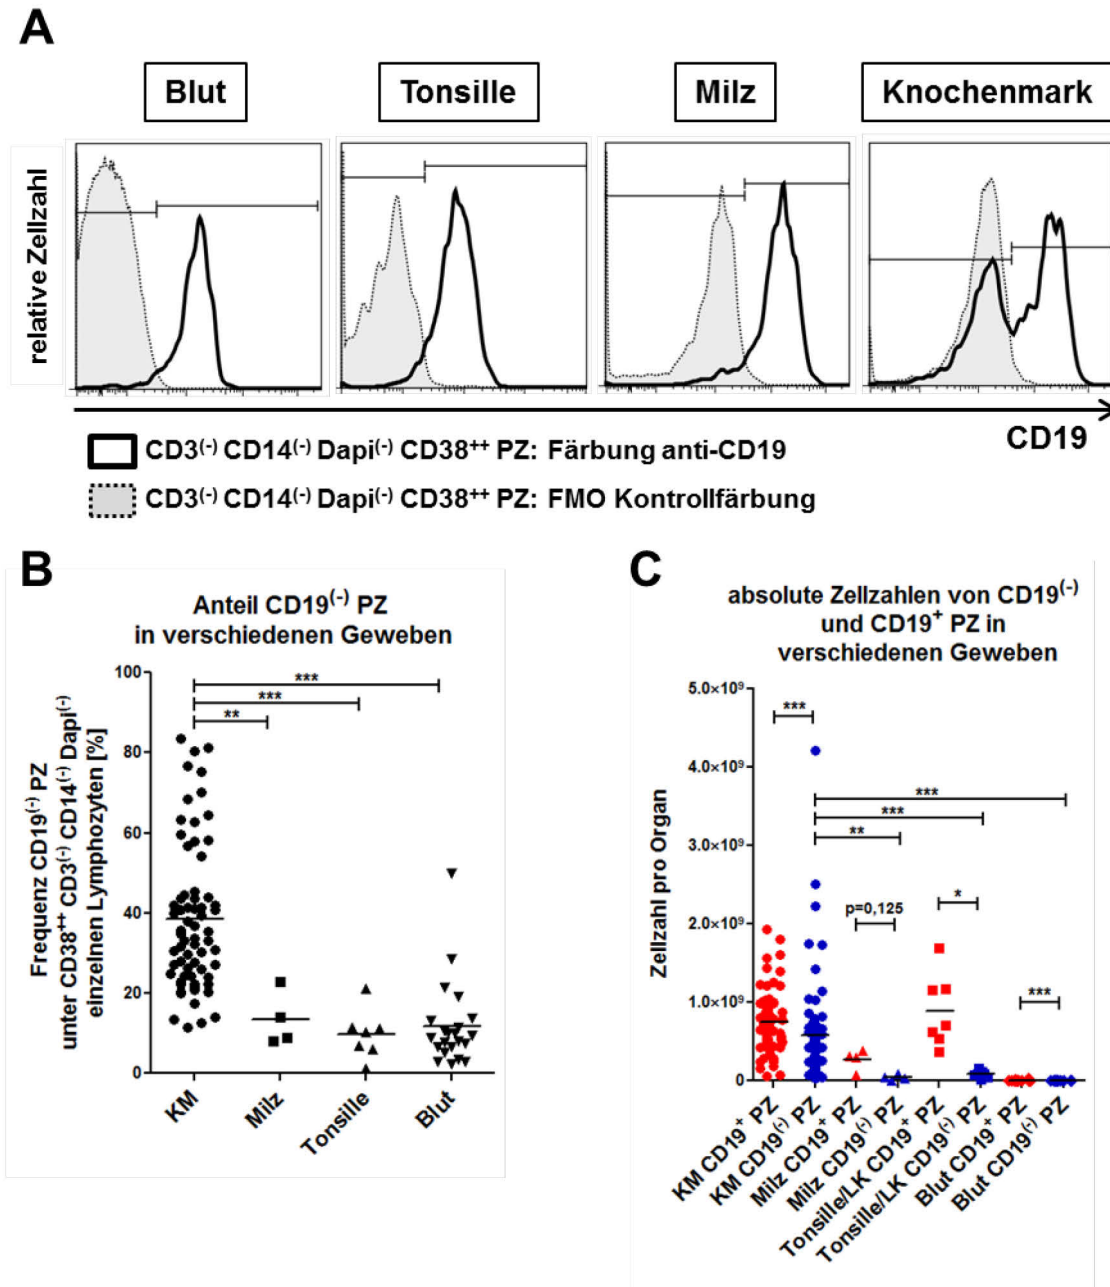 A
Blut
Tonsille
Milz
Knochenmark
relative Zellzahl
CD19
CD3(-) CD14(-) Dapi(-) CD38++ PZ: Färbung anti-CD19
CD3(-) CD14(-) Dapi(-) CD38++ PZ: FMO Kontrollfärbung
B
Anteil CD19(-) PZ
in verschiedenen Geweben
Frequenz CD19(-) PZ
unter CD38++ CD3(-) CD14(-) Dapi(-)
einzelnen Lymphozyten [%]
100
80
60
40
20
0
***
***
**
KM
Milz
Tonsille
Blut
C
absolute Zellzahlen von CD19(-)
und CD19+ PZ in
verschiedenen Geweben
Zellzahl pro Organ
5.0×10⁹
4.0×10⁹
3.0×10⁹
2.0×10⁹
1.0×10⁹
0
***
***
***
**
p=0,125
*
***
KM CD19+ PZ
KM CD19(-) PZ
Milz CD19+ PZ
Milz CD19(-) PZ
Tonsille/LK CD19+ PZ
Tonsille/LK CD19(-) PZ
Blut CD19+ PZ
Blut CD19(-) PZ